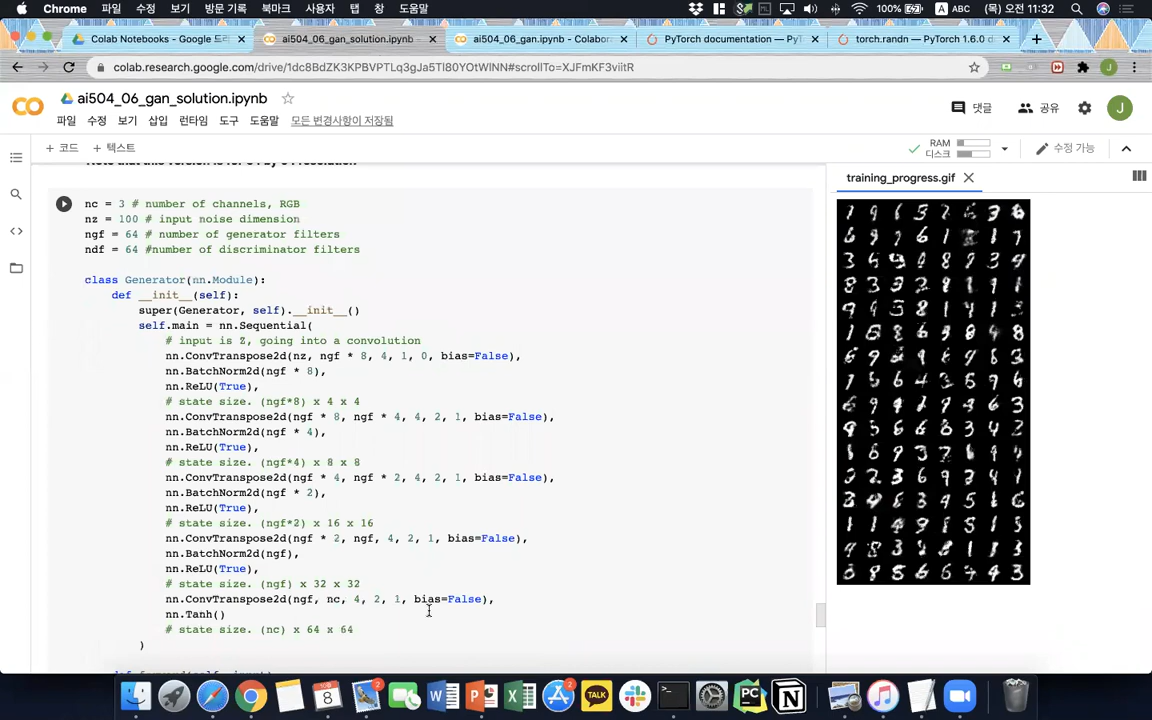 Chrome 파일 수정 보기 방문 기록 북마크 사용자 탭 창 도움말 100% A ABC (목) 오전 11:32
Colab Notebooks - Google 드라
ai504_06_gan_solution.ipynb -
ai504_06_gan.ipynb - Colabora
PyTorch documentation — PyT
torch.randn — PyTorch 1.6.0 d
colab.research.google.com/drive/1dc8BdZK3RPBVPTLq3gJa5Tl80YOtWlNN#scrollTo=XJFmKF3viitR
J
ai504_06_gan_solution.ipynb
댓글 공유 J
파일 수정 보기 삽입 런타임 도구 도움말 모든 변경사항이 저장됨
+ 코드 + 텍스트
RAM
디스크
수정 가능
training_progress.gif
Note that this version is for 64 by 64 resolution
nc = 3 # number of channels, RGB
nz = 100 # input noise dimension
ngf = 64 # number of generator filters
ndf = 64 #number of discriminator filters
class Generator(nn.Module):
def __init__(self):
super(Generator, self).__init__()
self.main = nn.Sequential(
# input is Z, going into a convolution
nn.ConvTranspose2d(nz, ngf * 8, 4, 1, 0, bias=False),
nn.BatchNorm2d(ngf * 8),
nn.ReLU(True),
# state size. (ngf*8) x 4 x 4
nn.ConvTranspose2d(ngf * 8, ngf * 4, 4, 2, 1, bias=False),
nn.BatchNorm2d(ngf * 4),
nn.ReLU(True),
# state size. (ngf*4) x 8 x 8
nn.ConvTranspose2d(ngf * 4, ngf * 2, 4, 2, 1, bias=False),
nn.BatchNorm2d(ngf * 2),
nn.ReLU(True),
# state size. (ngf*2) x 16 x 16
nn.ConvTranspose2d(ngf * 2, ngf, 4, 2, 1, bias=False),
nn.BatchNorm2d(ngf),
nn.ReLU(True),
# state size. (ngf) x 32 x 32
nn.ConvTranspose2d(ngf, nc, 4, 2, 1, bias=False),
nn.Tanh()
# state size. (nc) x 64 x 64
)